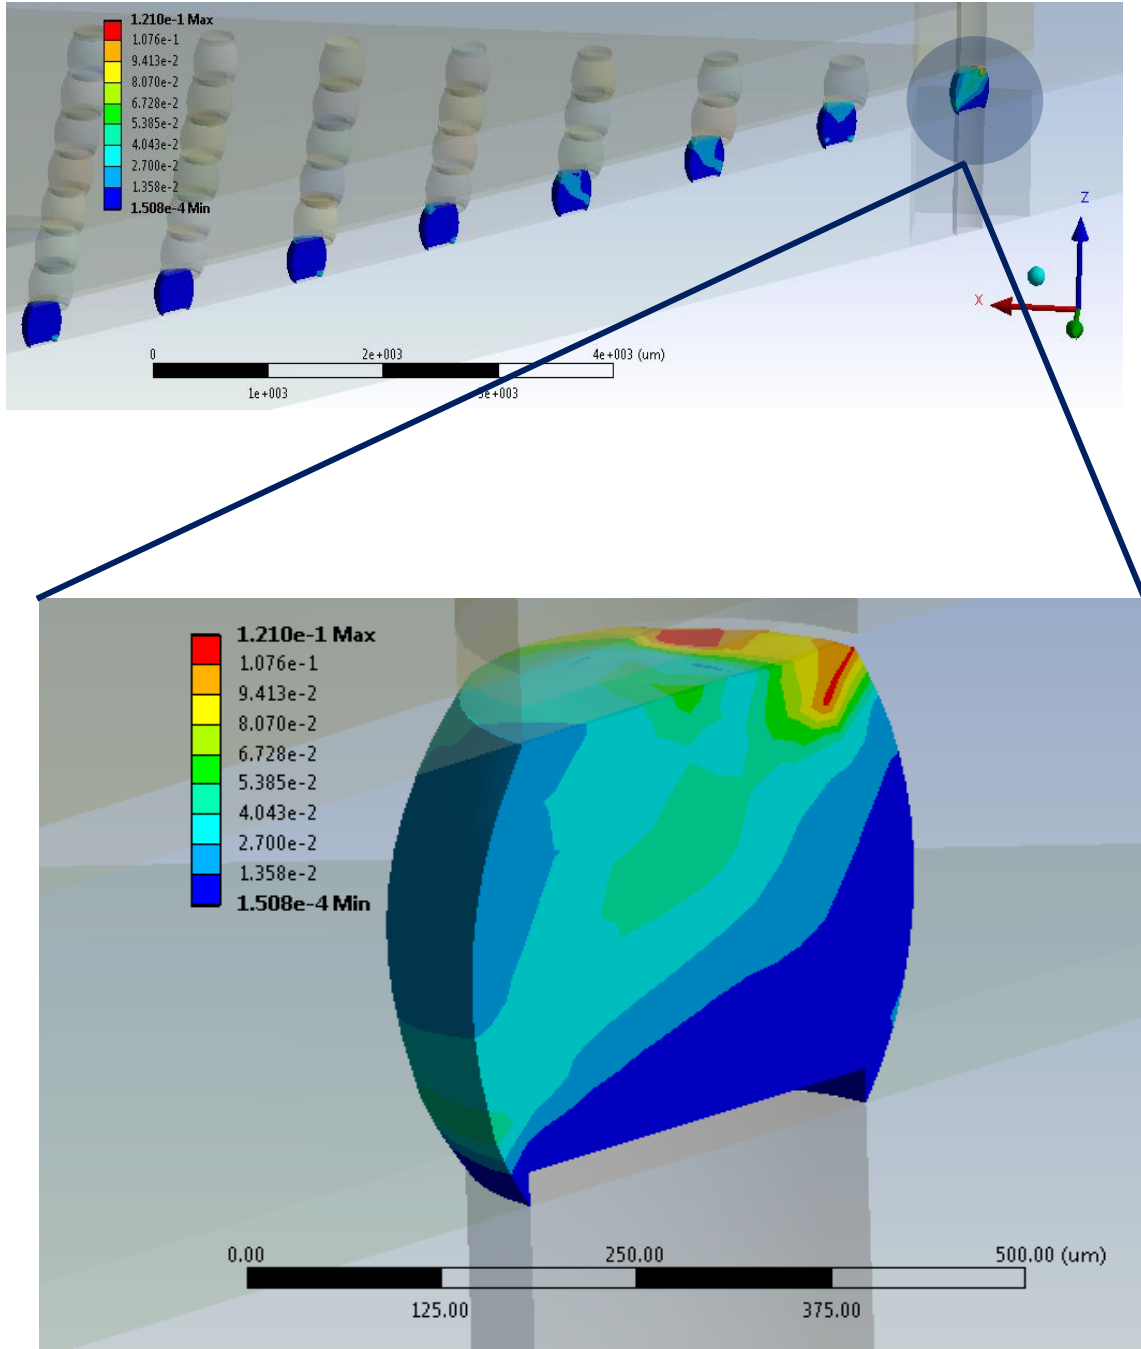 1.210e-1 Max
1.076e-1
9.413e-2
8.070e-2
6.728e-2
5.385e-2
4.043e-2
2.700e-2
1.358e-2
1.508e-4 Min
Z
X
0 2e+003 4e+003 (um)
1e+003 3e+003
1.210e-1 Max
1.076e-1
9.413e-2
8.070e-2
6.728e-2
5.385e-2
4.043e-2
2.700e-2
1.358e-2
1.508e-4 Min
0.00 250.00 500.00 (um)
125.00 375.00